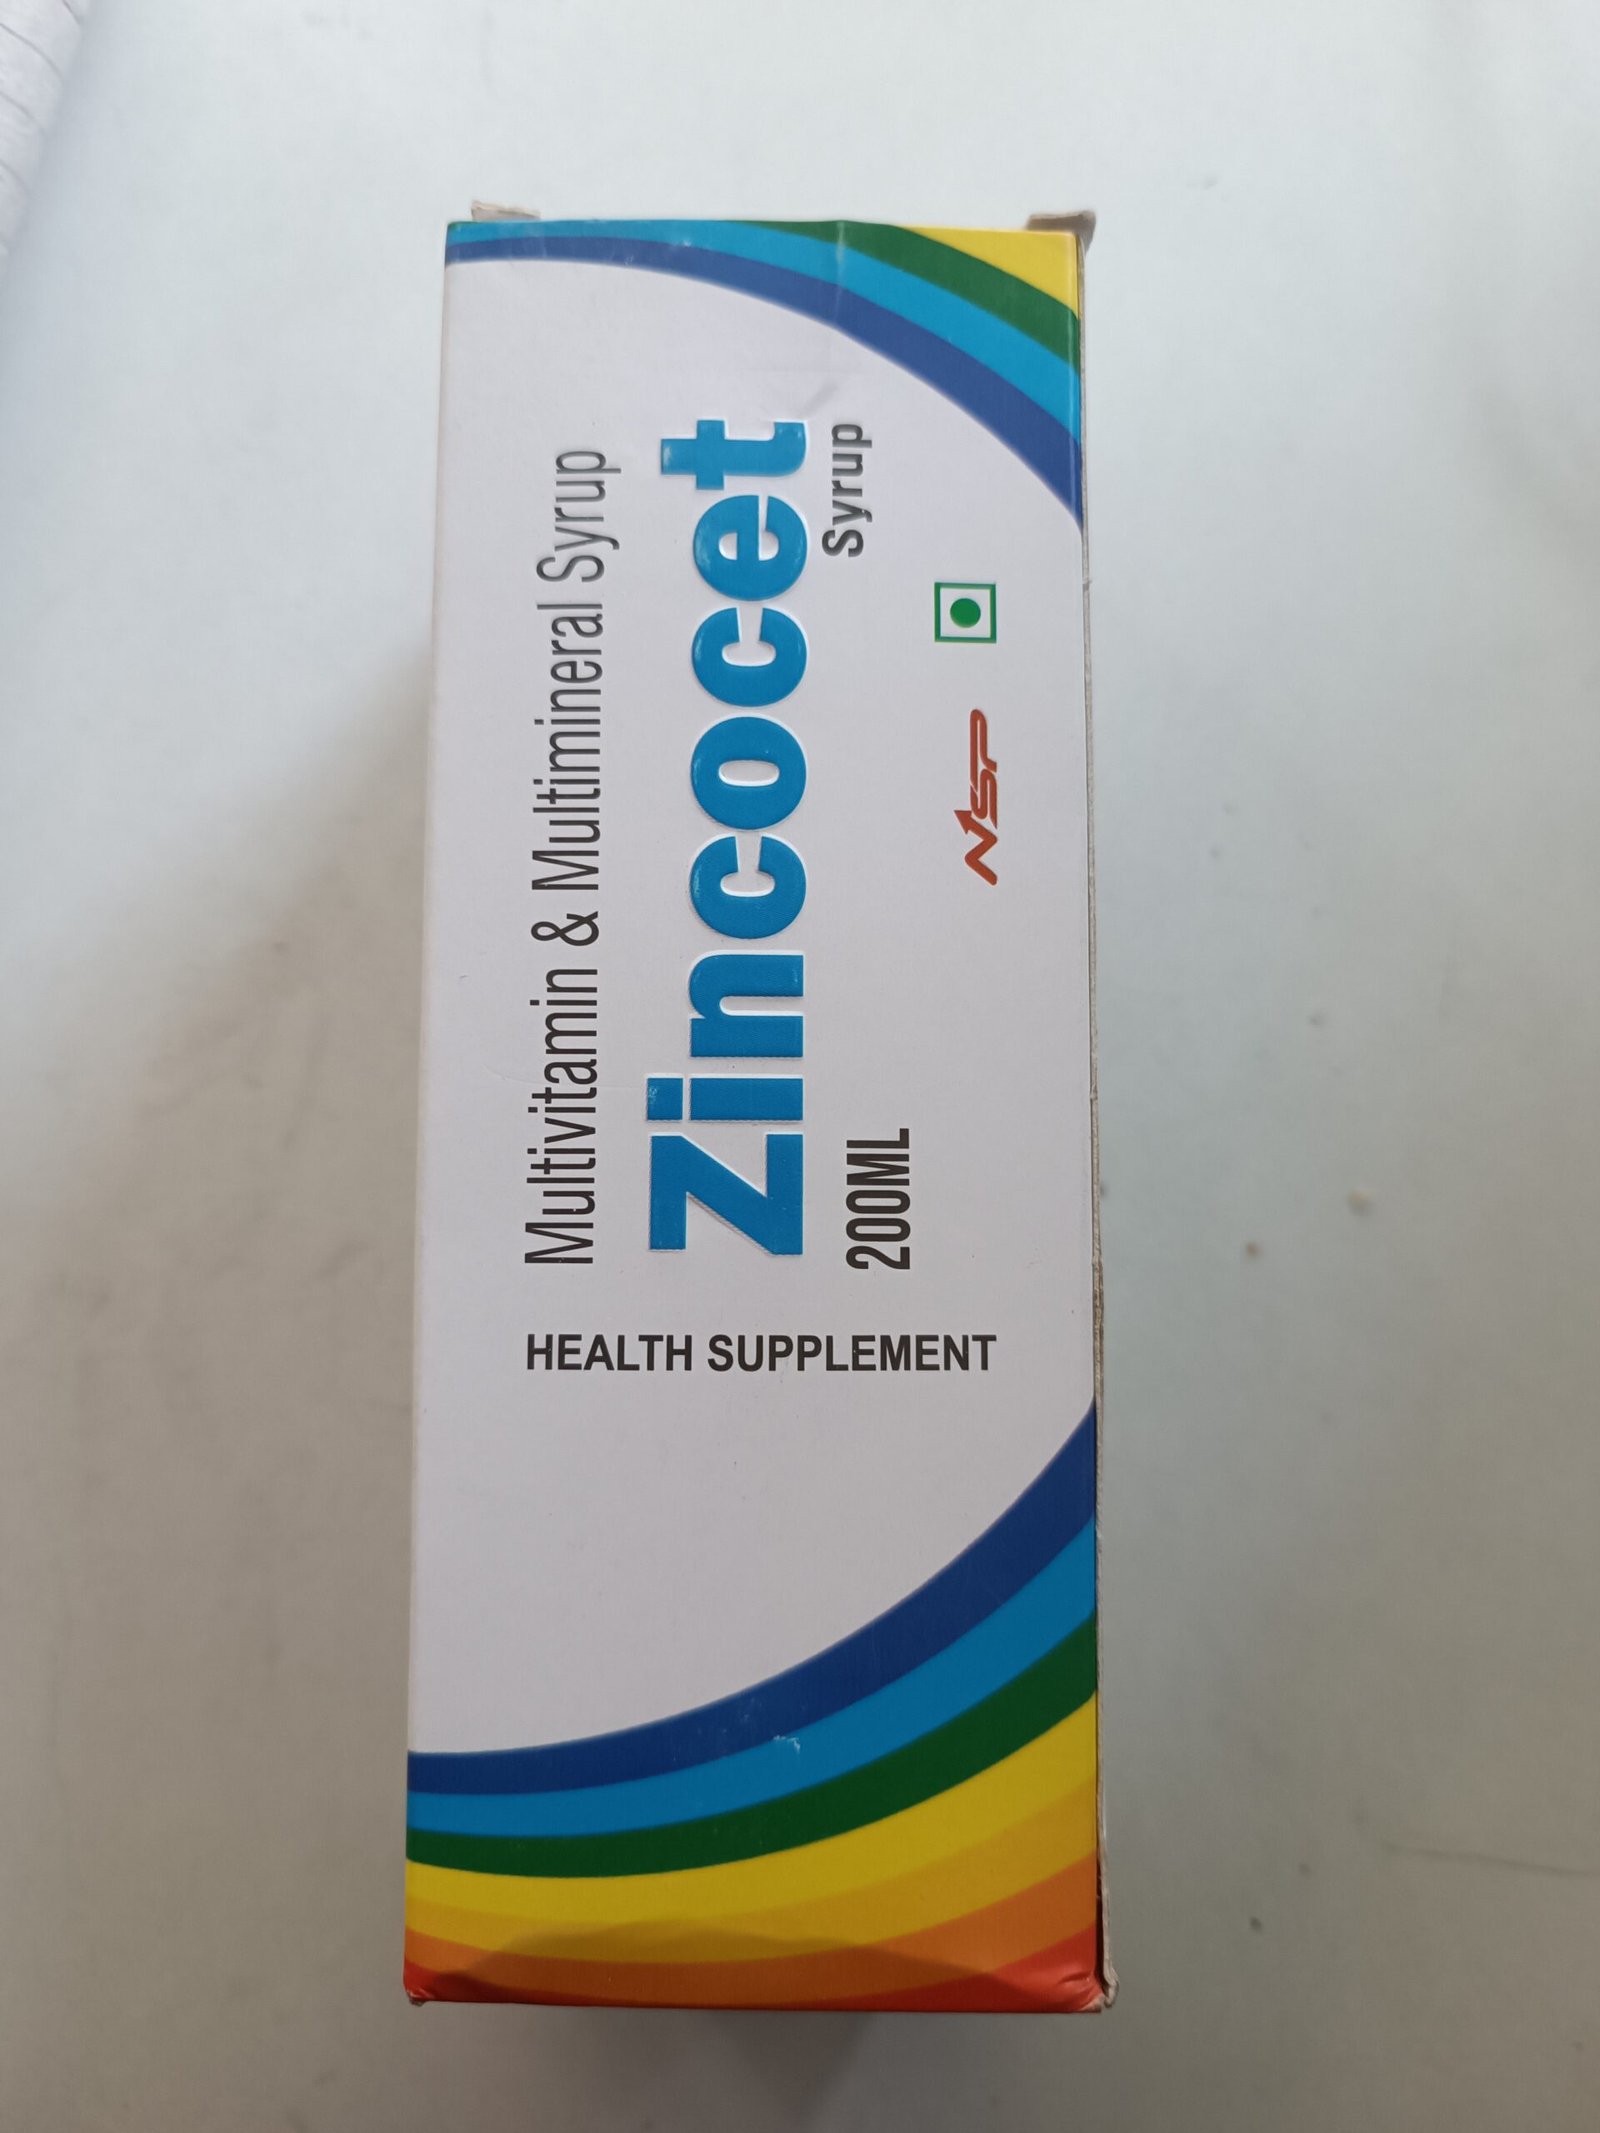 Multivitamin & Multimineral Syrup
Zincocet
Syrup
200ML
NSP
HEALTH SUPPLEMENT